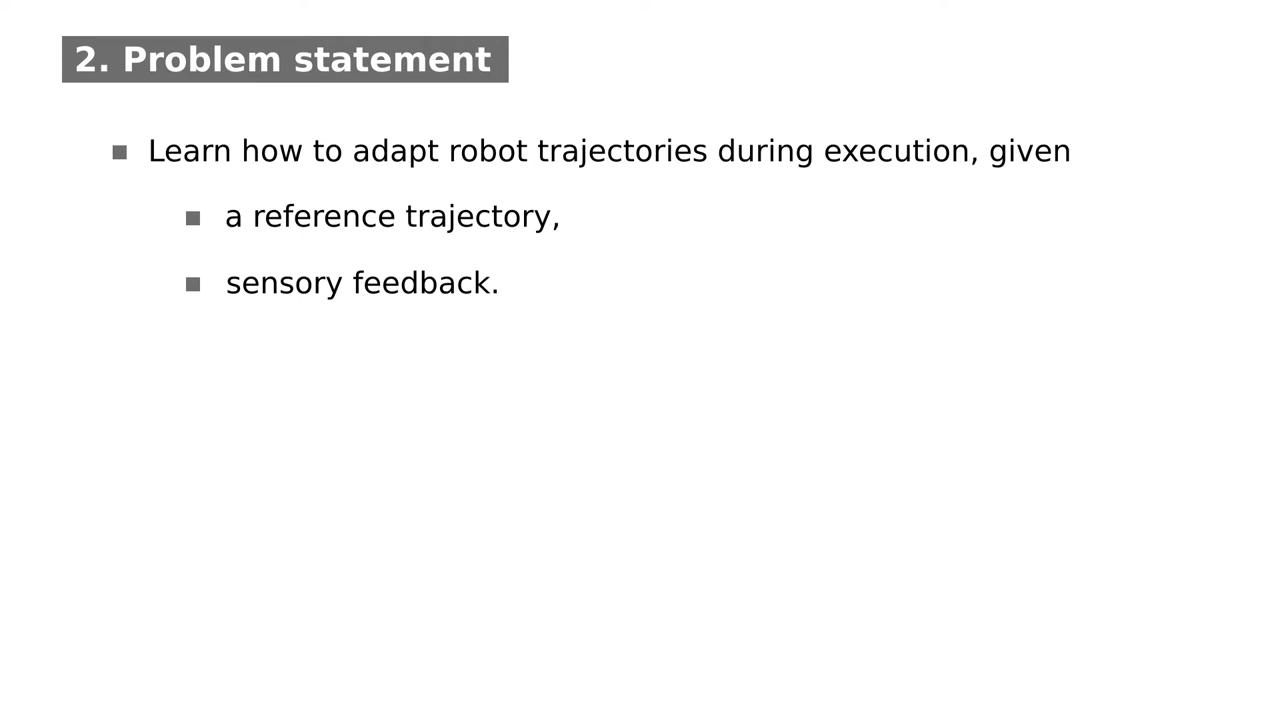 2. Problem statement
Learn how to adapt robot trajectories during execution, given
a reference trajectory,
sensory feedback.